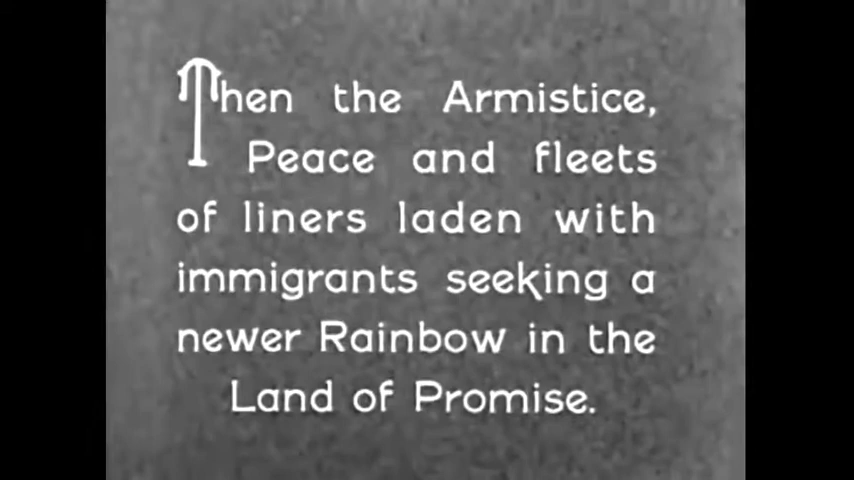 Then the Armistice,
Peace and fleets
of liners laden with
immigrants seeking a
newer Rainbow in the
Land of Promise.